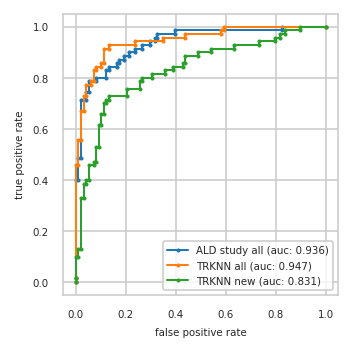 1.0
0.8
0.6
0.4
0.2
0.0
true positive rate
ALD study all (auc: 0.936)
TRKNN all (auc: 0.947)
TRKNN new (auc: 0.831)
0.0 0.2 0.4 0.6 0.8 1.0
false positive rate